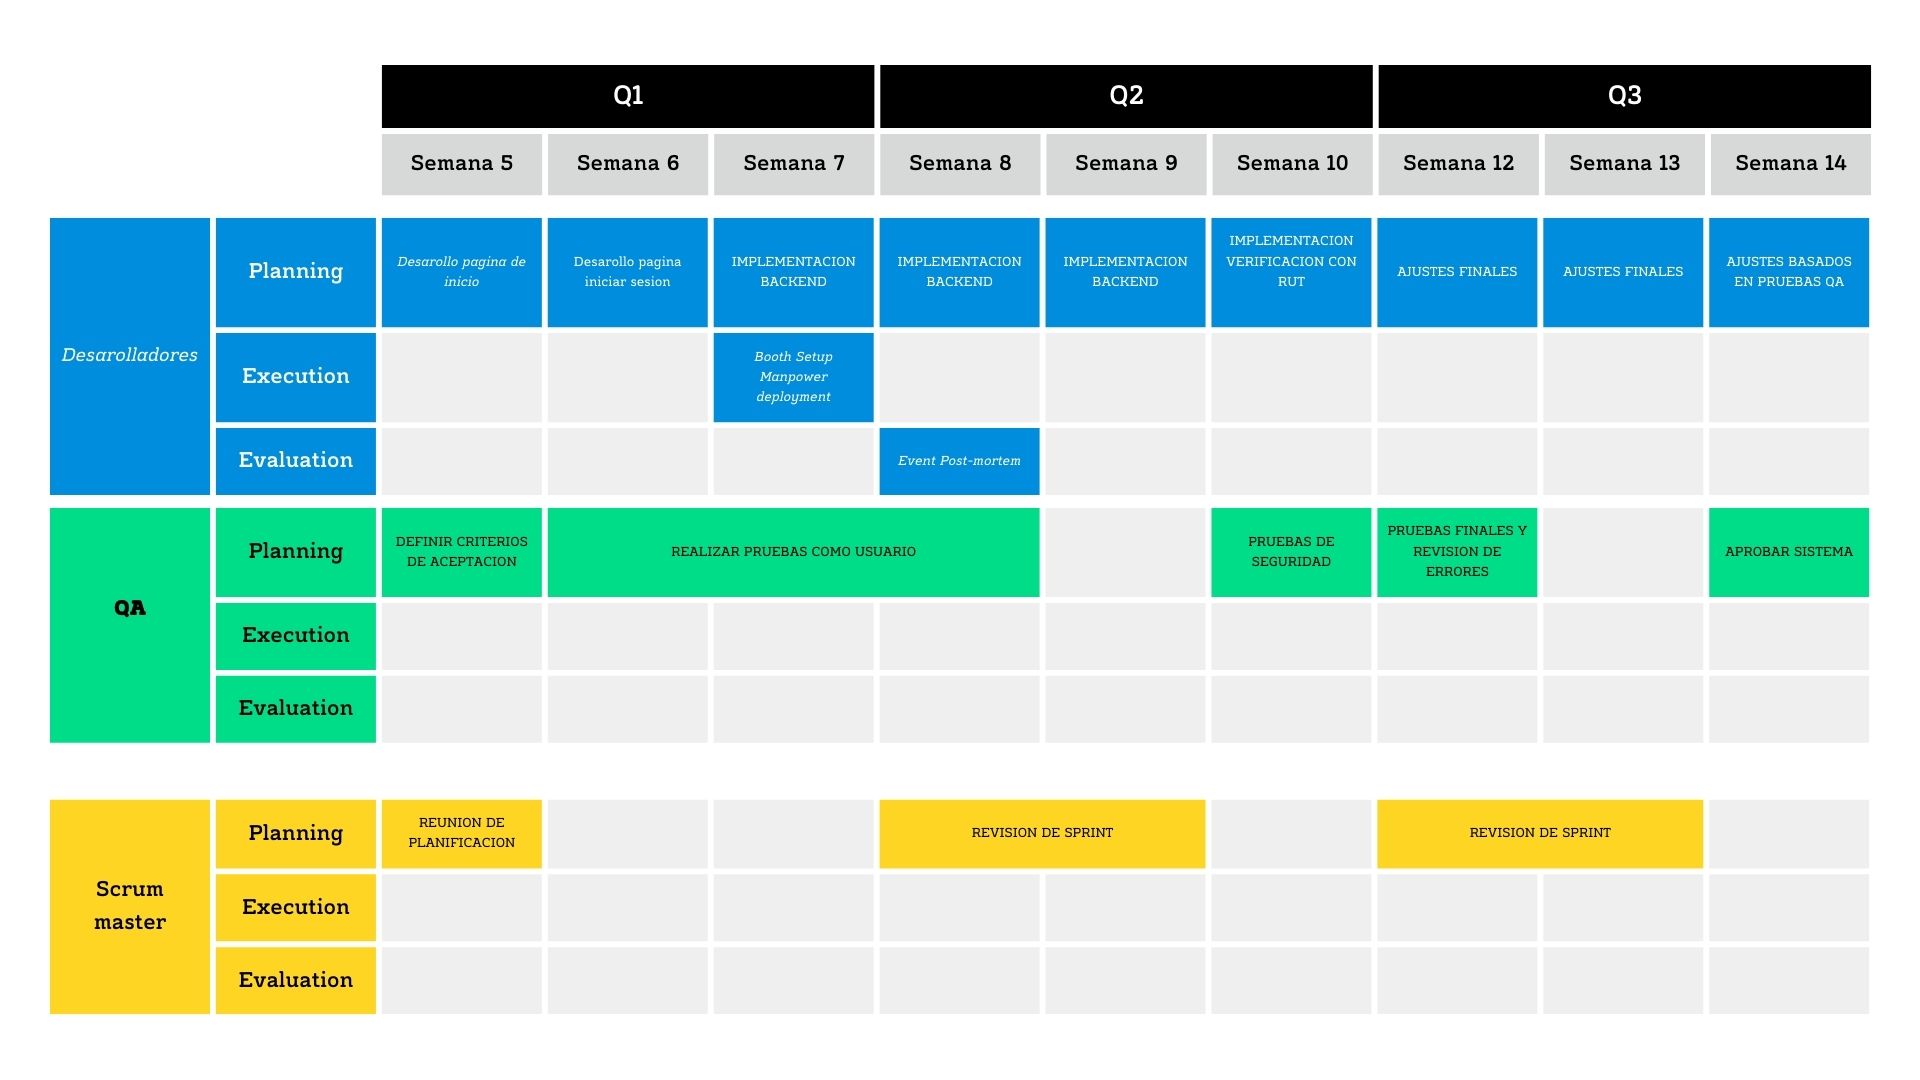 Q1
Q2
Q3
Semana 5
Semana 6
Semana 7
Semana 8
Semana 9
Semana 10
Semana 12
Semana 13
Semana 14
Desarolladores
Planning
Desarollo pagina de
inicio
Desarollo pagina
iniciar sesion
IMPLEMENTACION
BACKEND
IMPLEMENTACION
BACKEND
IMPLEMENTACION
BACKEND
IMPLEMENTACION
VERIFICACION CON
RUT
AJUSTES FINALES
AJUSTES FINALES
AJUSTES BASADOS
EN PRUEBAS QA
Execution
Booth Setup
Manpower
deployment
Evaluation
Event Post-mortem
QA
Planning
DEFINIR CRITERIOS
DE ACEPTACION
REALIZAR PRUEBAS COMO USUARIO
PRUEBAS DE
SEGURIDAD
PRUEBAS FINALES Y
REVISION DE
ERRORES
APROBAR SISTEMA
Execution
Evaluation
Scrum
master
Planning
REUNION DE
PLANIFICACION
REVISION DE SPRINT
REVISION DE SPRINT
Execution
Evaluation